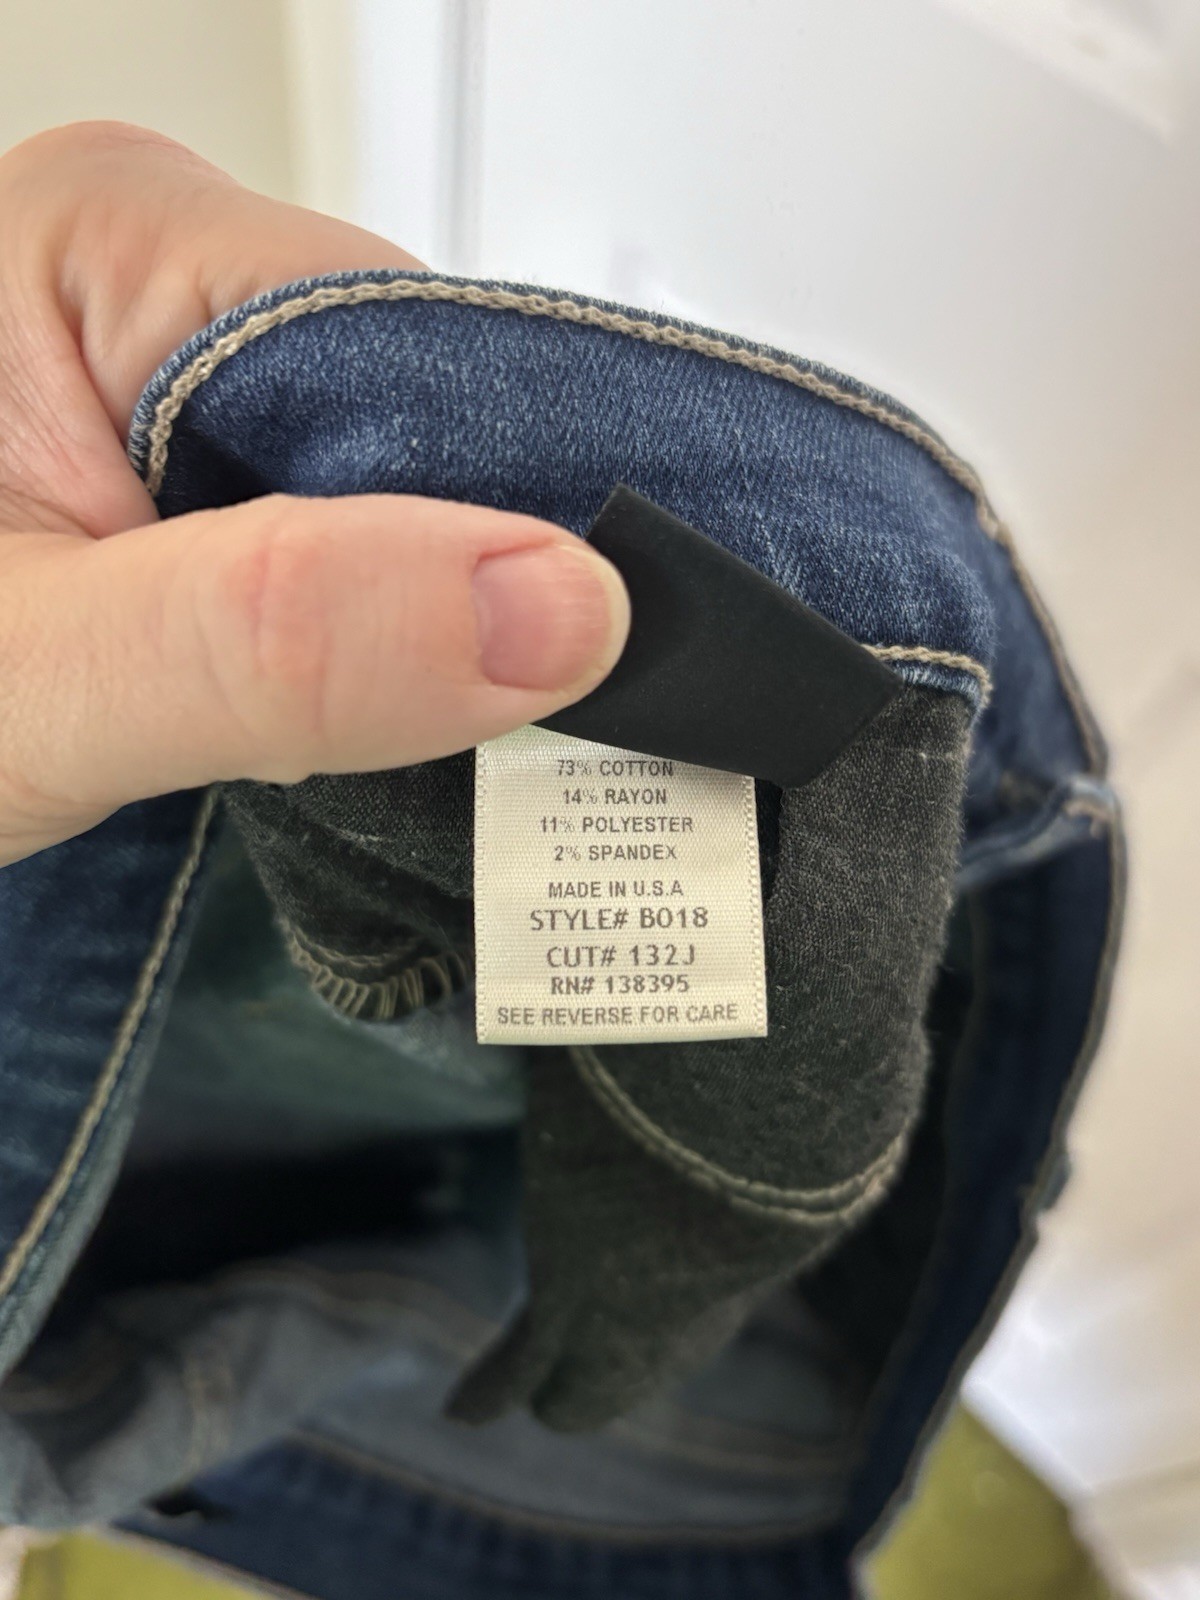 73% COTTON
14% RAYON
11% POLYESTER
2% SPANDEX
MADE IN U.S.A
STYLE# B018
CUT# 132J
RN# 138395
SEE REVERSE FOR CARE